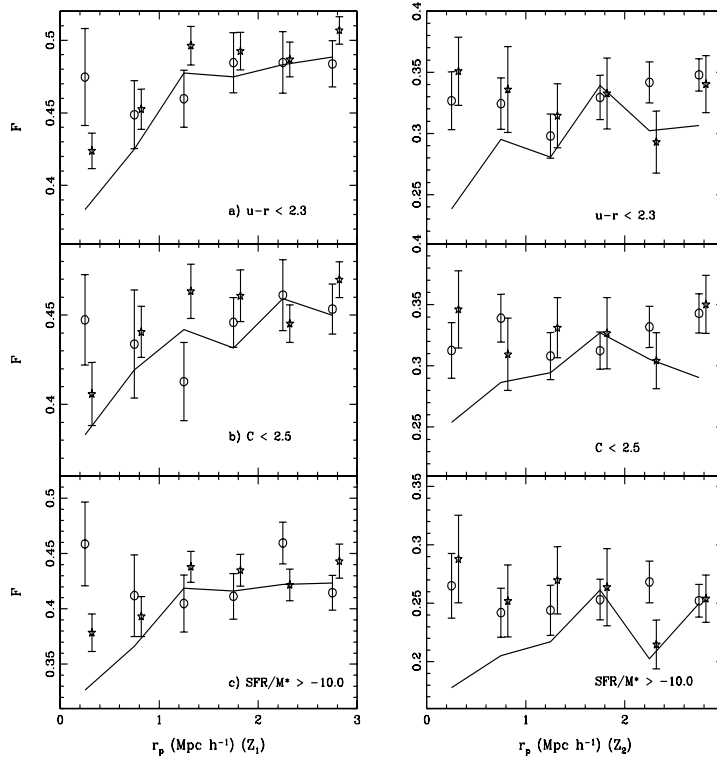 0.5
0.45
0.4
F
a) u-r < 2.3
0.4
0.35
0.3
0.25
u-r < 2.3
0.45
0.4
F
b) C < 2.5
0.4
0.35
0.3
0.25
C < 2.5
0.5
0.45
0.4
0.35
F
c) SFR/M* > -10.0
0.35
0.3
0.25
0.2
SFR/M* > -10.0
0 1 2 3
0 1 2
r_p (Mpc h⁻¹) (Z₁)
r_p (Mpc h⁻¹) (Z₂)